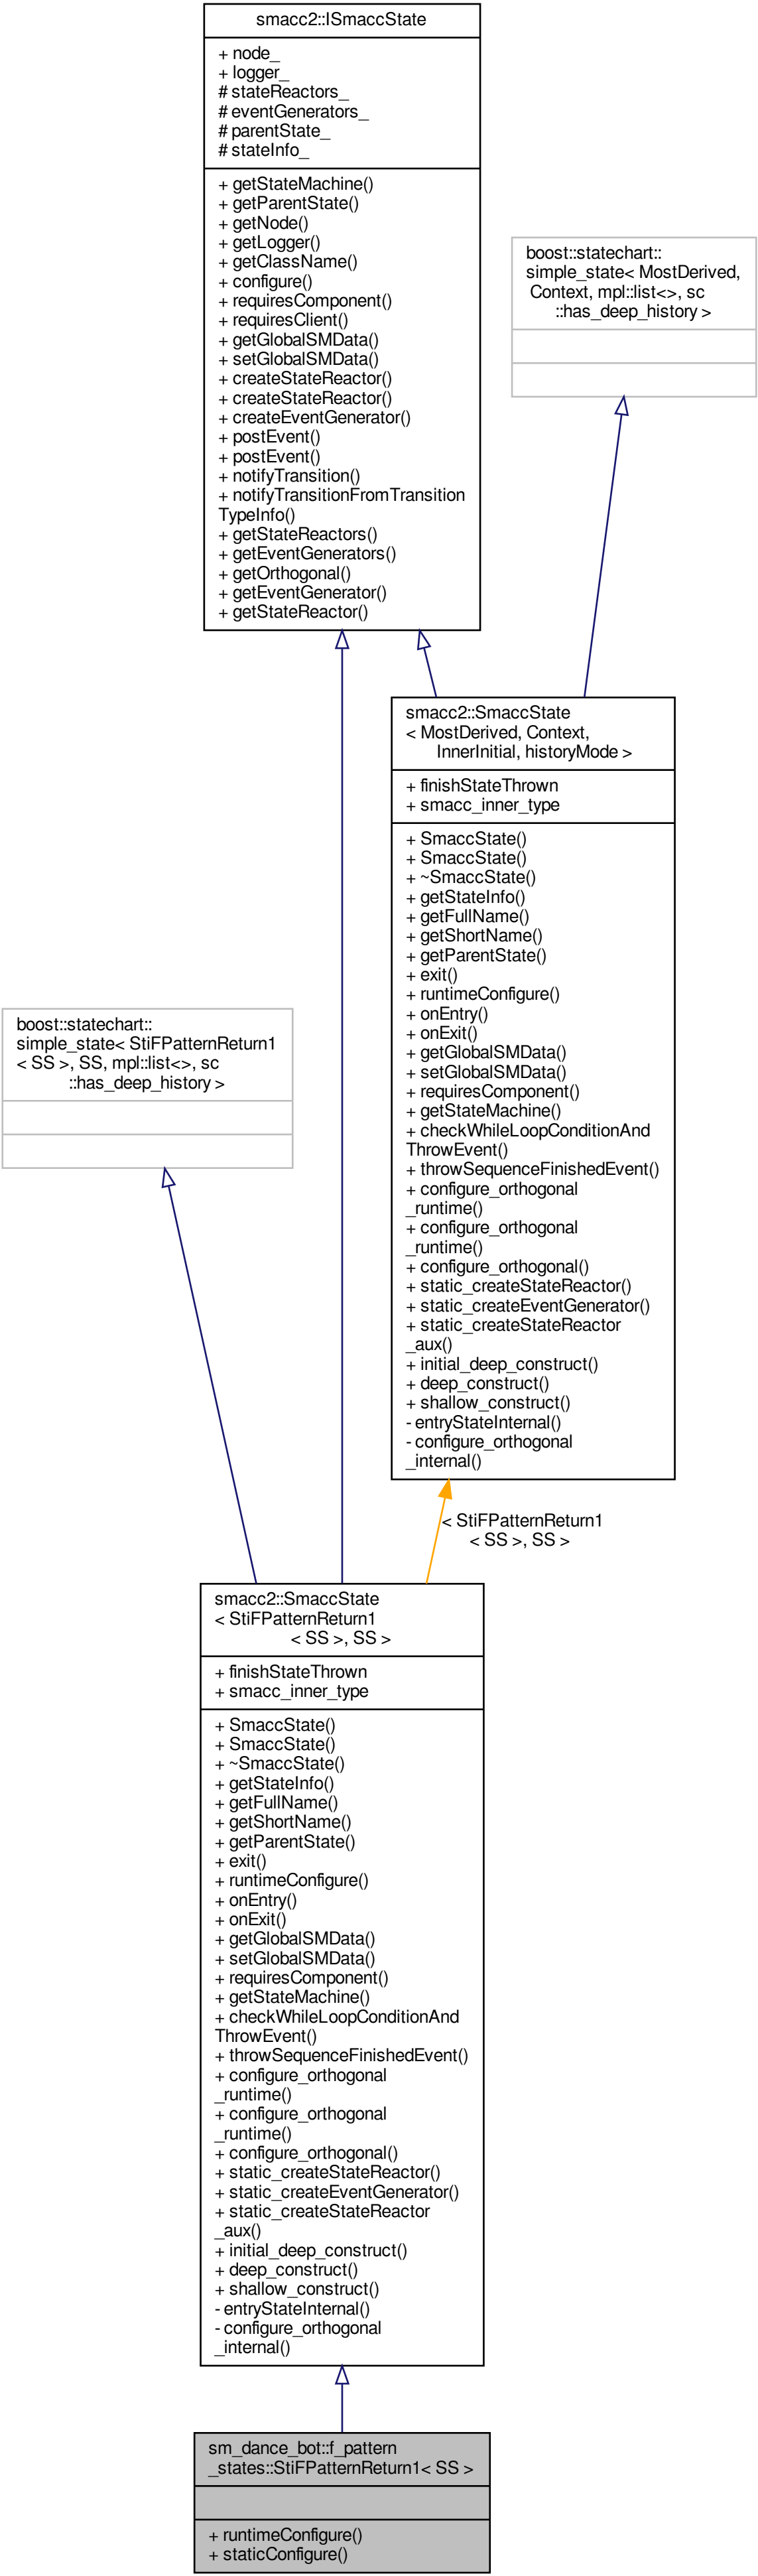 smacc2::ISmaccState
+ node_
+ logger_
# stateReactors_
# eventGenerators_
# parentState_
# stateInfo_
+ getStateMachine()
+ getParentState()
+ getNode()
+ getLogger()
+ getClassName()
+ configure()
+ requiresComponent()
+ requiresClient()
+ getGlobalSMData()
+ setGlobalSMData()
+ createStateReactor()
+ createStateReactor()
+ createEventGenerator()
+ postEvent()
+ postEvent()
+ notifyTransition()
+ notifyTransitionFromTransition
TypeInfo()
+ getStateReactors()
+ getEventGenerators()
+ getOrthogonal()
+ getEventGenerator()
+ getStateReactor()
boost::statechart::
simple_state< MostDerived,
Context, mpl::list<>, sc
::has_deep_history >
smacc2::SmaccState
< MostDerived, Context,
InnerInitial, historyMode >
+ finishStateThrown
+ smacc_inner_type
+ SmaccState()
+ SmaccState()
+ ~SmaccState()
+ getStateInfo()
+ getFullName()
+ getShortName()
+ getParentState()
+ exit()
+ runtimeConfigure()
+ onEntry()
+ onExit()
+ getGlobalSMData()
+ setGlobalSMData()
+ requiresComponent()
+ getStateMachine()
+ checkWhileLoopConditionAnd
ThrowEvent()
+ throwSequenceFinishedEvent()
+ configure_orthogonal
_runtime()
+ configure_orthogonal
_runtime()
+ configure_orthogonal()
+ static_createStateReactor()
+ static_createEventGenerator()
+ static_createStateReactor
_aux()
+ initial_deep_construct()
+ deep_construct()
+ shallow_construct()
- entryStateInternal()
- configure_orthogonal
_internal()
boost::statechart::
simple_state< StiFPatternReturn1
< SS >, SS, mpl::list<>, sc
::has_deep_history >
< StiFPatternReturn1
< SS >, SS >
smacc2::SmaccState
< StiFPatternReturn1
< SS >, SS >
+ finishStateThrown
+ smacc_inner_type
+ SmaccState()
+ SmaccState()
+ ~SmaccState()
+ getStateInfo()
+ getFullName()
+ getShortName()
+ getParentState()
+ exit()
+ runtimeConfigure()
+ onEntry()
+ onExit()
+ getGlobalSMData()
+ setGlobalSMData()
+ requiresComponent()
+ getStateMachine()
+ checkWhileLoopConditionAnd
ThrowEvent()
+ throwSequenceFinishedEvent()
+ configure_orthogonal
_runtime()
+ configure_orthogonal
_runtime()
+ configure_orthogonal()
+ static_createStateReactor()
+ static_createEventGenerator()
+ static_createStateReactor
_aux()
+ initial_deep_construct()
+ deep_construct()
+ shallow_construct()
- entryStateInternal()
- configure_orthogonal
_internal()
sm_dance_bot::f_pattern
_states::StiFPatternReturn1< SS >
+ runtimeConfigure()
+ staticConfigure()